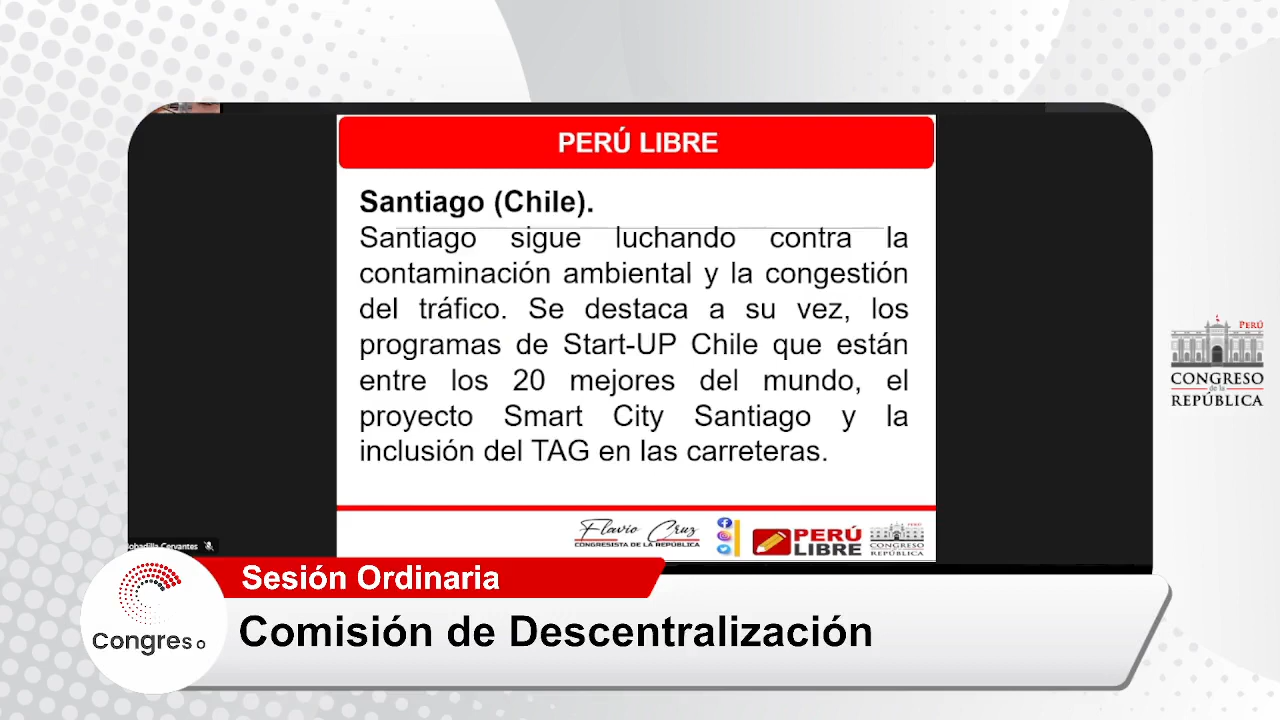 PERÚ LIBRE
Santiago (Chile).
Santiago sigue luchando contra la
contaminación ambiental y la congestión
del tráfico. Se destaca a su vez, los
programas de Start-UP Chile que están
entre los 20 mejores del mundo, el
proyecto Smart City Santiago y la
inclusión del TAG en las carreteras.
Flavio Cruz
CONGRESISTA DE LA REPÚBLICA
PERÚ
LIBRE
PERÚ
CONGRESO
REPÚBLICA
Cervantes
PERÚ
CONGRESO
de la
REPÚBLICA
Sesión Ordinaria
Comisión de Descentralización
Congreso